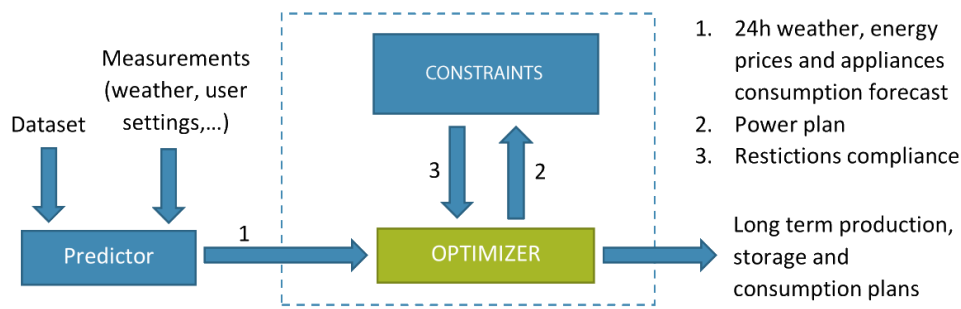 Measurements
(weather, user
settings,...)
Dataset
Predictor
1
CONSTRAINTS
3
2
OPTIMIZER
1. 24h weather, energy
prices and appliances
consumption forecast
2. Power plan
3. Restictions compliance
Long term production,
storage and
consumption plans